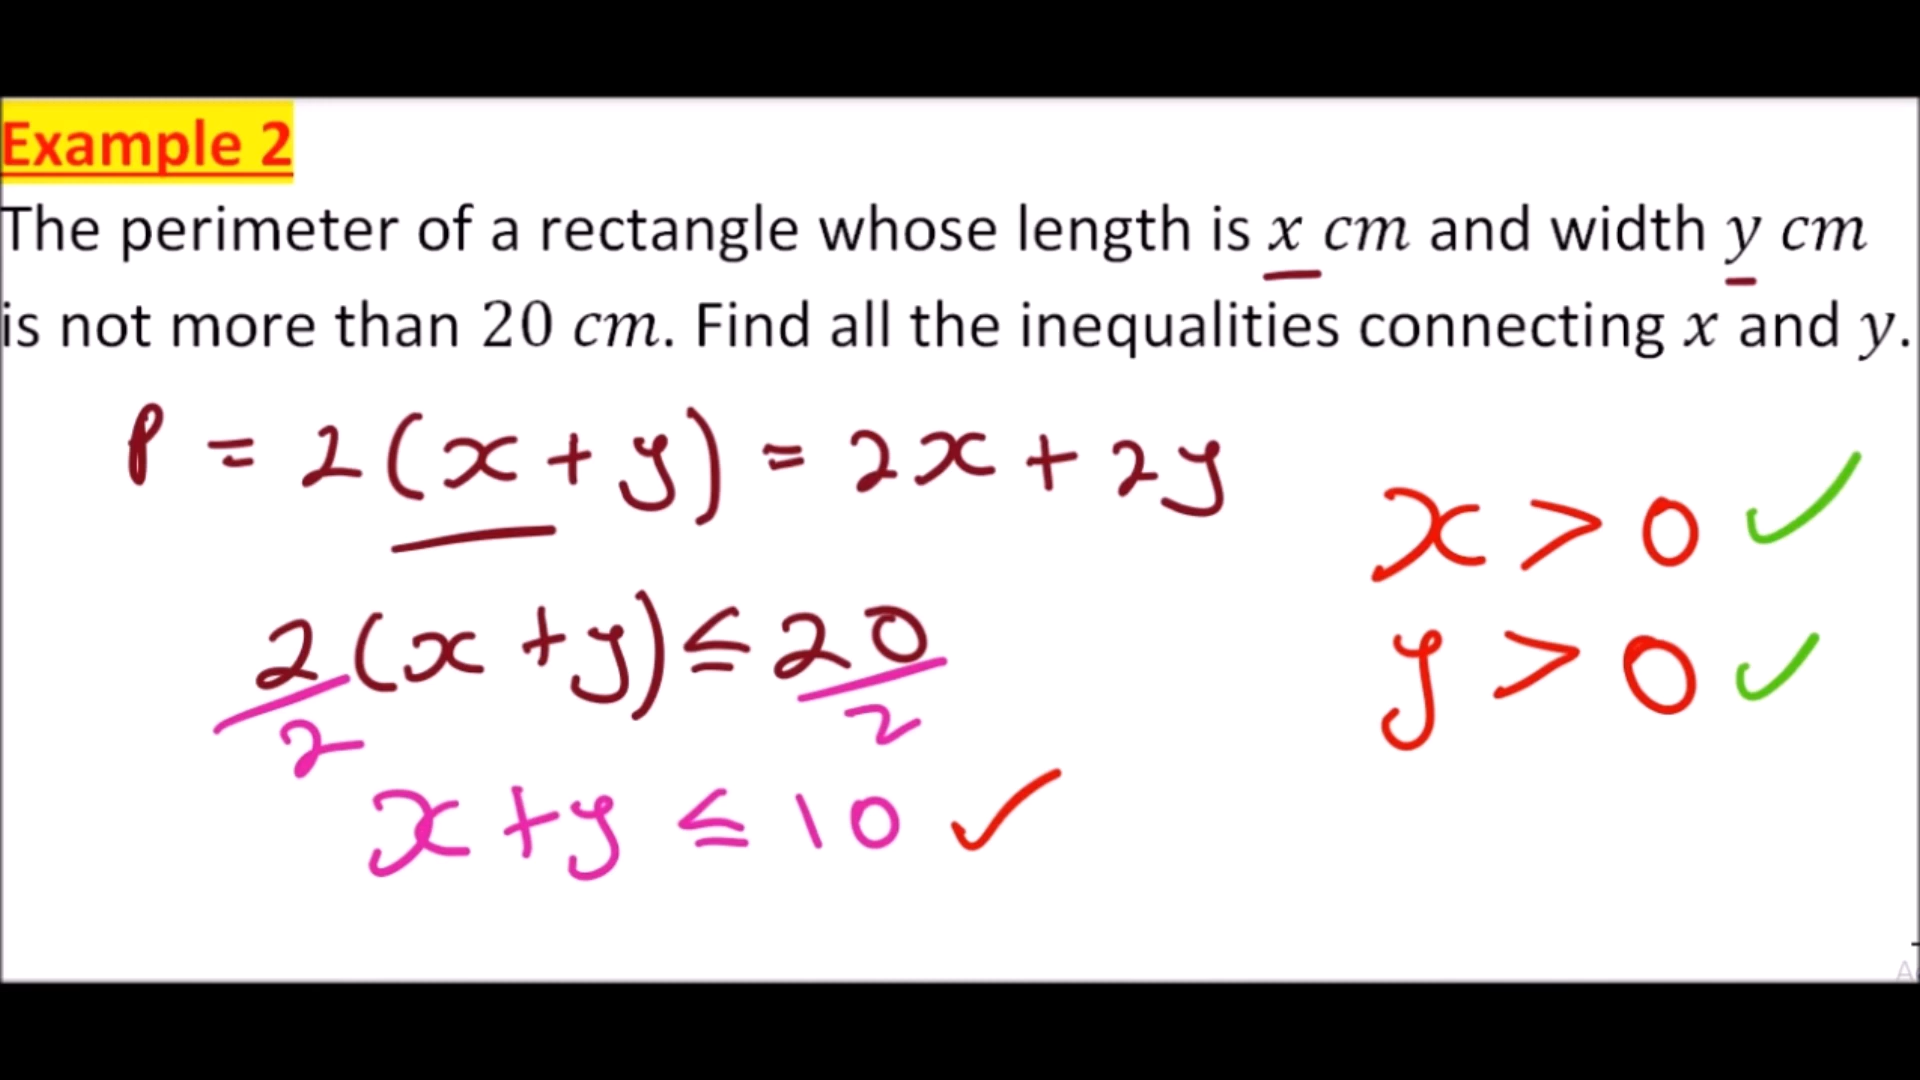 Example 2
The perimeter of a rectangle whose length is x cm and width y cm
is not more than 20 cm. Find all the inequalities connecting x and y.
P = 2(x + y) = 2x + 2y
x > 0 ✓
2(x + y) ≤ 20
y > 0 ✓
2 2
x + y ≤ 10 ✓